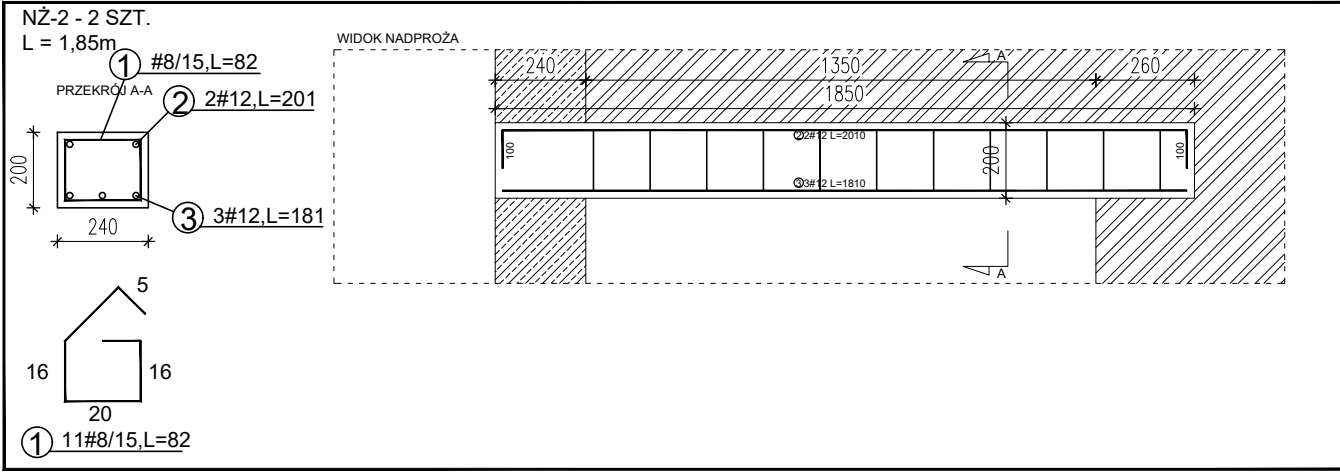 NŻ-2 - 2 SZT.
L = 1,85m
1 #8/15,L=82
PRZEKRÓJ A-A
2 2#12,L=201
200
240
3 3#12,L=181
5
16
16
20
1 11#8/15,L=82
WIDOK NADPROŻA
240
1350
260
1850
A
100
2 2#12 L=2010
200
100
3 3#12 L=1810
A